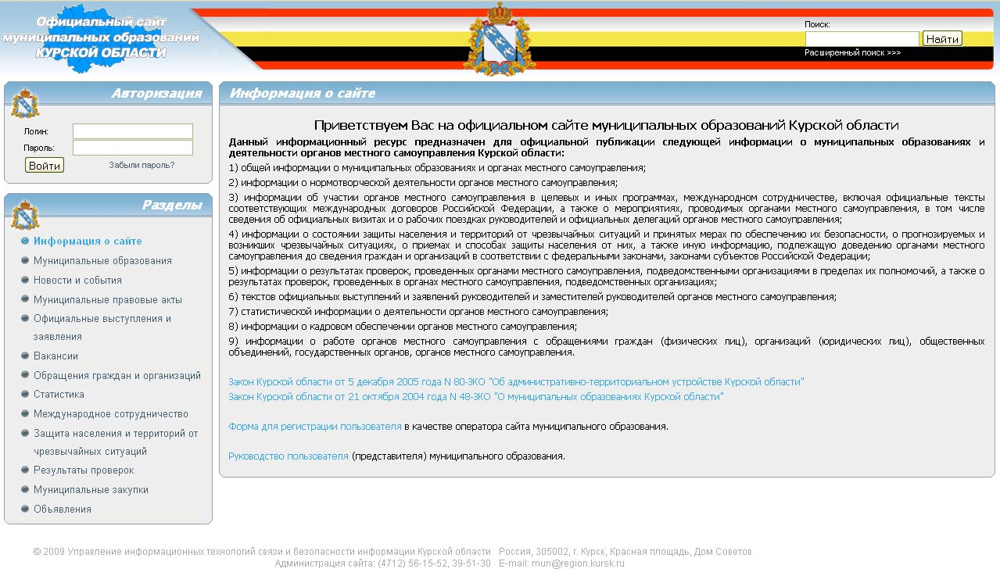 Официальный сайт
муниципальных образований
КУРСКОЙ ОБЛАСТИ
Поиск:
Найти
Расширенный поиск >>>
Авторизация
Логин:
Пароль:
Войти
Забыли пароль?
Разделы
Информация о сайте
Муниципальные образования
Новости и события
Муниципальные правовые акты
Официальные выступления и
заявления
Вакансии
Обращения граждан и организаций
Статистика
Международное сотрудничество
Защита населения и территорий от
чрезвычайных ситуаций
Результаты проверок
Муниципальные закупки
Объявления
Информация о сайте
Приветствуем Вас на официальном сайте муниципальных образований Курской области
Данный информационный ресурс предназначен для официальной публикации следующей информации о муниципальных образованиях и
деятельности органов местного самоуправления Курской области:
1) общей информации о муниципальных образованиях и органах местного самоуправления;
2) информации о нормотворческой деятельности органов местного самоуправления;
3) информации об участии органов местного самоуправления в целевых и иных программах, международном сотрудничестве, включая официальные тексты
соответствующих международных договоров Российской Федерации, а также о мероприятиях, проводимых органами местного самоуправления, в том числе
сведения об официальных визитах и о рабочих поездках руководителей и официальных делегаций органов местного самоуправления;
4) информации о состоянии защиты населения и территорий от чрезвычайных ситуаций и принятых мерах по обеспечению их безопасности, о прогнозируемых и
возникших чрезвычайных ситуациях, о приемах и способах защиты населения от них, а также иную информацию, подлежащую доведению органами местного
самоуправления до сведения граждан и организаций в соответствии с федеральными законами, законами субъектов Российской Федерации;
5) информации о результатах проверок, проведенных органами местного самоуправления, подведомственными организациями в пределах их полномочий, а также о
результатах проверок, проведенных в органах местного самоуправления, подведомственных организациях;
6) текстов официальных выступлений и заявлений руководителей и заместителей руководителей органов местного самоуправления;
7) статистической информации о деятельности органов местного самоуправления;
8) информации о кадровом обеспечении органов местного самоуправления;
9) информации о работе органов местного самоуправления с обращениями граждан (физических лиц), организаций (юридических лиц), общественных
объединений, государственных органов, органов местного самоуправления.
Закон Курской области от 5 декабря 2005 года N 80-ЗКО "Об административно-территориальном устройстве Курской области"
Закон Курской области от 21 октября 2004 года N 48-ЗКО "О муниципальных образованиях Курской области"
Форма для регистрации пользователя в качестве оператора сайта муниципального образования.
Руководство пользователя (представителя) муниципального образования.
© 2009 Управление информационных технологий связи и безопасности информации Курской области Россия, 305002, г. Курск, Красная площадь, Дом Советов
Администрация сайта: (4712) 56-15-52, 39-51-30 E-mail: mun@region.kursk.ru